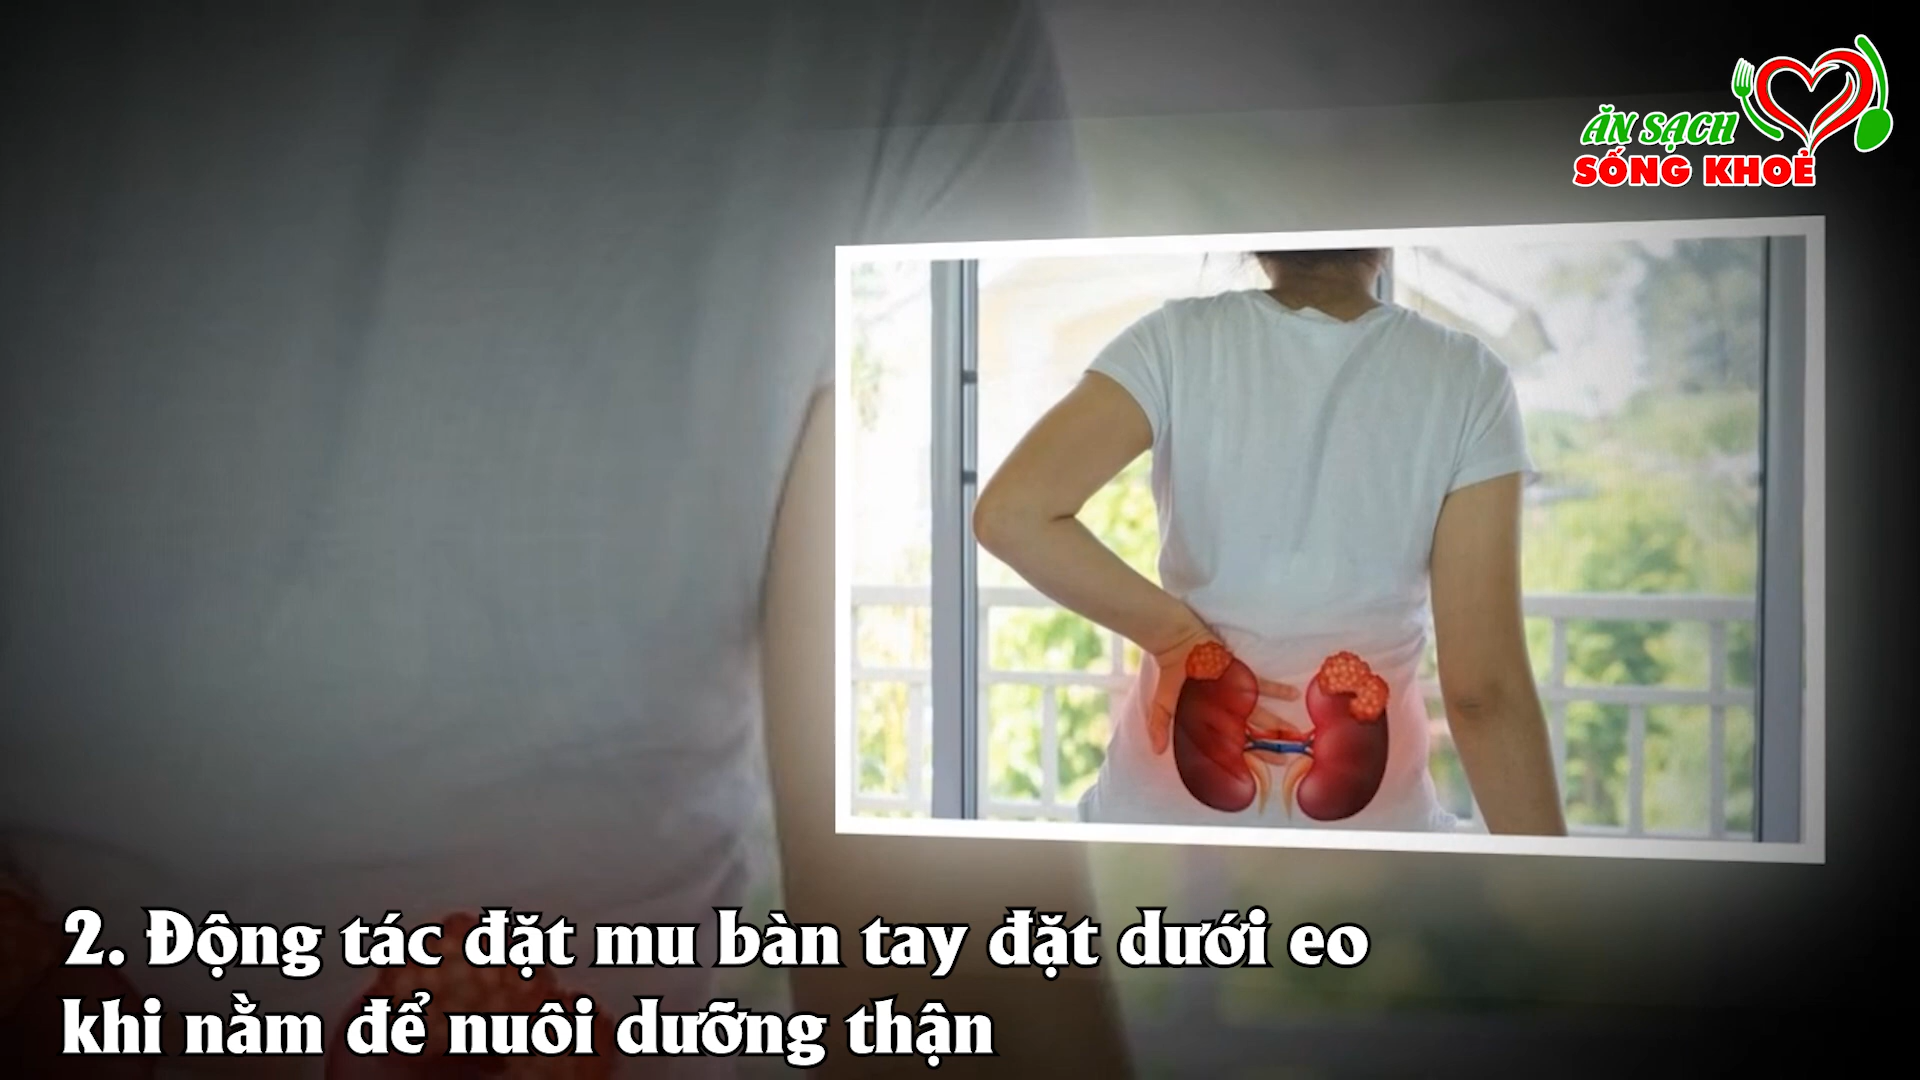 ĂN SẠCH
SỐNG KHOẺ
2. Động tác đặt mu bàn tay đặt dưới eo
khi nằm để nuôi dưỡng thận